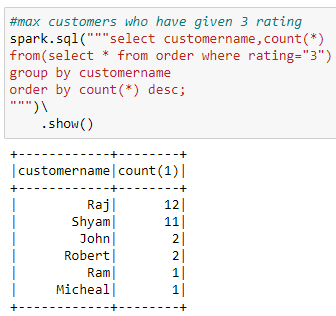 #max customers who have given 3 rating
spark.sql("""select customername,count(*)
from(select * from order where rating="3")
group by customername
order by count(*) desc;
""")\
    .show()
+------------+--------+
|customername|count(1)|
+------------+--------+
|         Raj|      12|
|       Shyam|      11|
|        John|       2|
|      Robert|       2|
|         Ram|       1|
|     Micheal|       1|
+------------+--------+